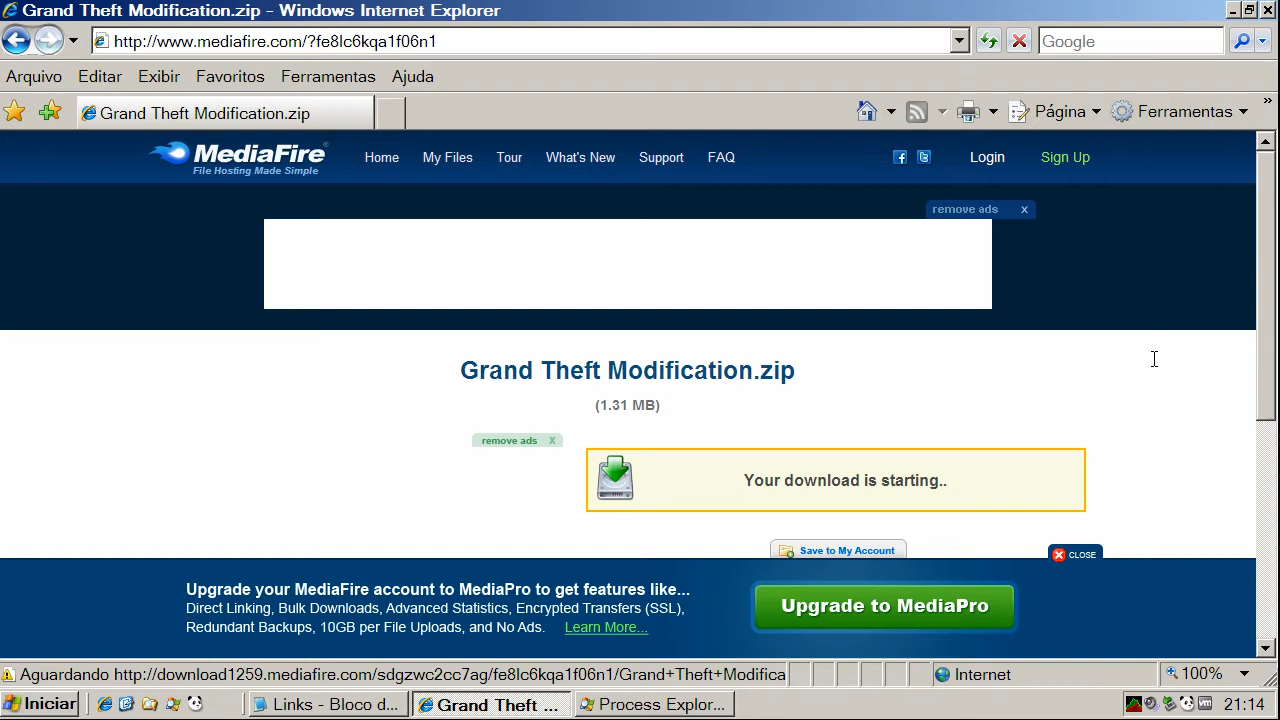 Grand Theft Modification.zip - Windows Internet Explorer
http://www.mediafire.com/?fe8lc6kqa1f06n1
Google
Arquivo Editar Exibir Favoritos Ferramentas Ajuda
Grand Theft Modification.zip
Página Ferramentas »
MediaFire
File Hosting Made Simple
Home My Files Tour What's New Support FAQ Login Sign Up
remove ads x
Grand Theft Modification.zip
(1.31 MB)
remove ads x
Your download is starting..
Save to My Account
CLOSE
Upgrade your MediaFire account to MediaPro to get features like...
Direct Linking, Bulk Downloads, Advanced Statistics, Encrypted Transfers (SSL),
Redundant Backups, 10GB per File Uploads, and No Ads. Learn More...
Upgrade to MediaPro
Aguardando http://download1259.mediafire.com/sdgzwc2cc7ag/fe8lc6kqa1f06n1/Grand+Theft+Modifica
Internet
100%
Iniciar
Links - Bloco d...
Grand Theft ...
Process Explor...
vm
21:14